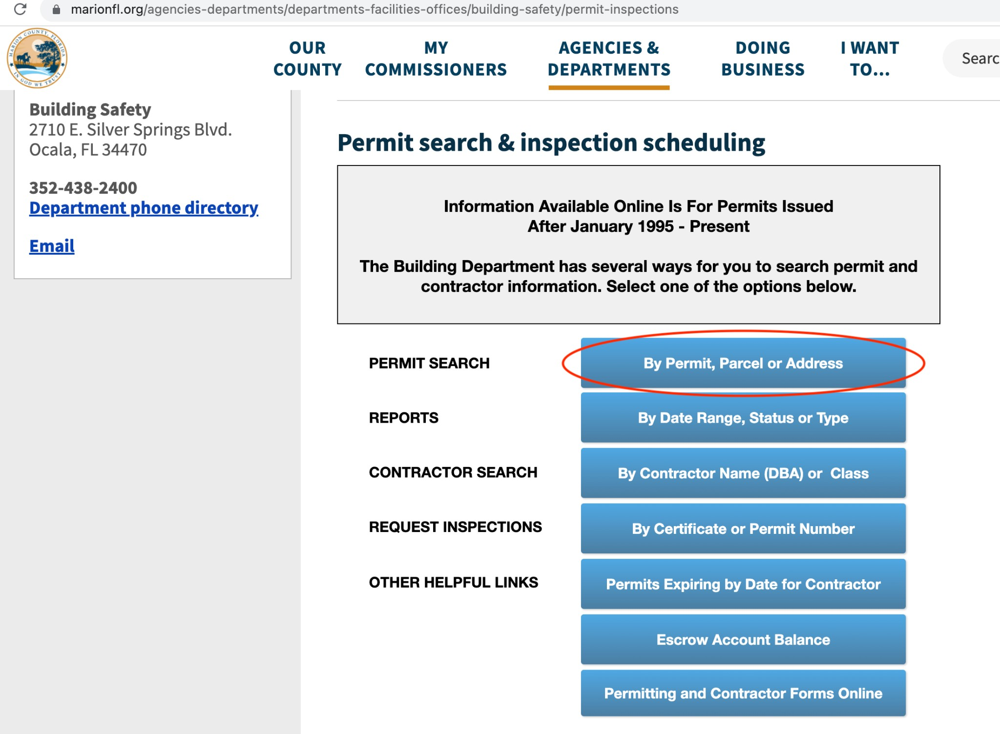 marionfl.org/agencies-departments/departments-facilities-offices/building-safety/permit-inspections
MARION COUNTY, FLORIDA
IN GOD WE TRUST
OUR
COUNTY
MY
COMMISSIONERS
AGENCIES &
DEPARTMENTS
DOING
BUSINESS
I WANT
TO...
Searc
Building Safety
2710 E. Silver Springs Blvd.
Ocala, FL 34470
352-438-2400
Department phone directory
Email
Permit search & inspection scheduling
Information Available Online Is For Permits Issued
After January 1995 - Present
The Building Department has several ways for you to search permit and
contractor information. Select one of the options below.
PERMIT SEARCH
By Permit, Parcel or Address
REPORTS
By Date Range, Status or Type
CONTRACTOR SEARCH
By Contractor Name (DBA) or Class
REQUEST INSPECTIONS
By Certificate or Permit Number
OTHER HELPFUL LINKS
Permits Expiring by Date for Contractor
Escrow Account Balance
Permitting and Contractor Forms Online